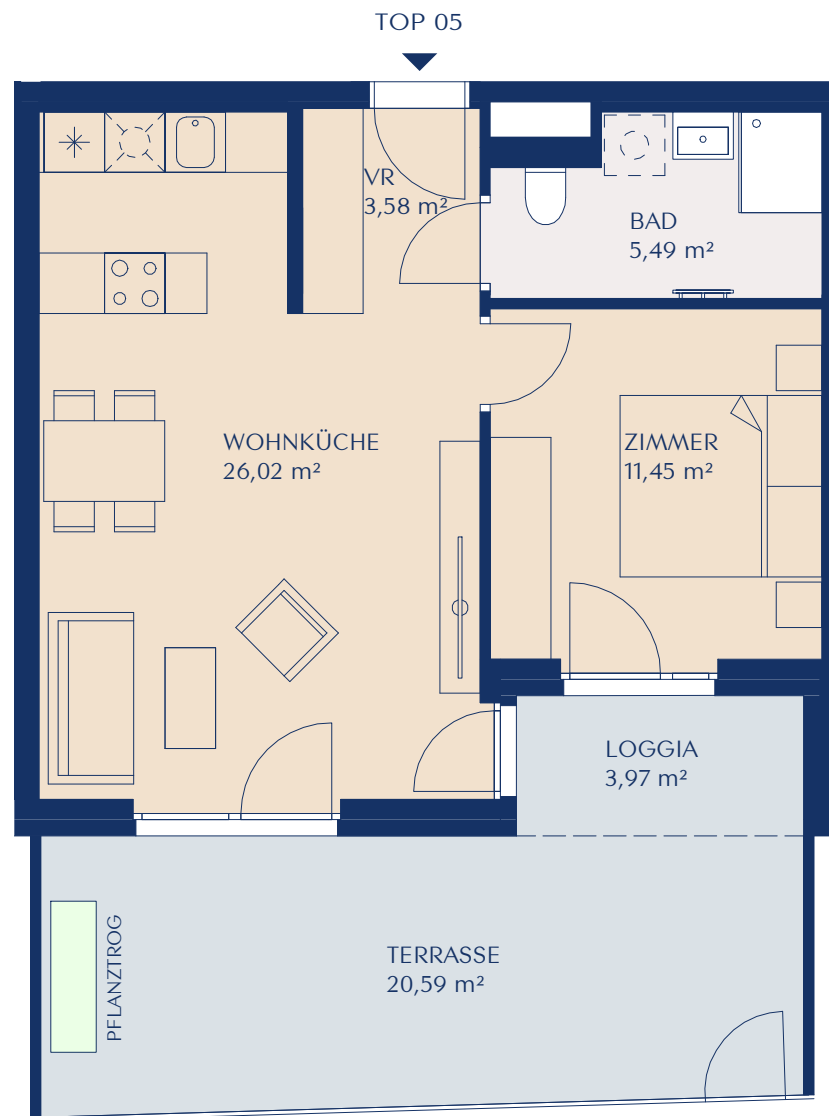 TOP 05
VR
3,58 m²
BAD
5,49 m²
WOHNKÜCHE
26,02 m²
ZIMMER
11,45 m²
LOGGIA
3,97 m²
TERRASSE
20,59 m²
PFLANZTROG